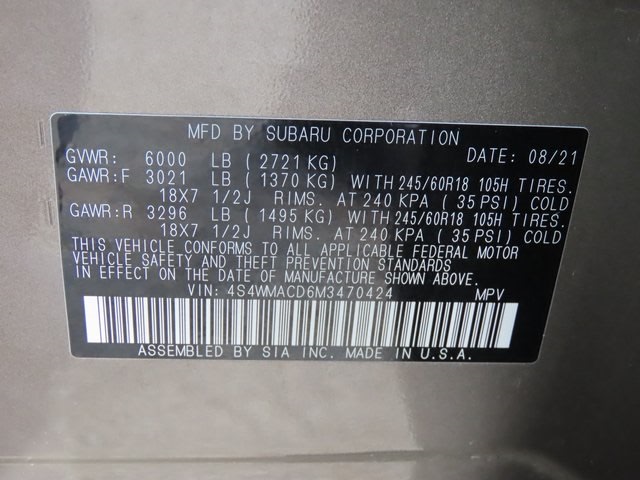 MFD BY SUBARU CORPORATION
GVWR: 6000 LB (2721 KG) DATE: 08/21
GAWR:F 3021 LB (1370 KG) WITH 245/60R18 105H TIRES.
18X7 1/2J RIMS. AT 240 KPA (35 PSI) COLD
GAWR:R 3296 LB (1495 KG) WITH 245/60R18 105H TIRES.
18X7 1/2J RIMS. AT 240 KPA (35 PSI) COLD
THIS VEHICLE CONFORMS TO ALL APPLICABLE FEDERAL MOTOR
VEHICLE SAFETY AND THEFT PREVENTION STANDARDS
IN EFFECT ON THE DATE OF MANUFACTURE SHOWN ABOVE.
VIN: 4S4WMACD6M3470424 MPV
ASSEMBLED BY SIA INC. MADE IN U.S.A.